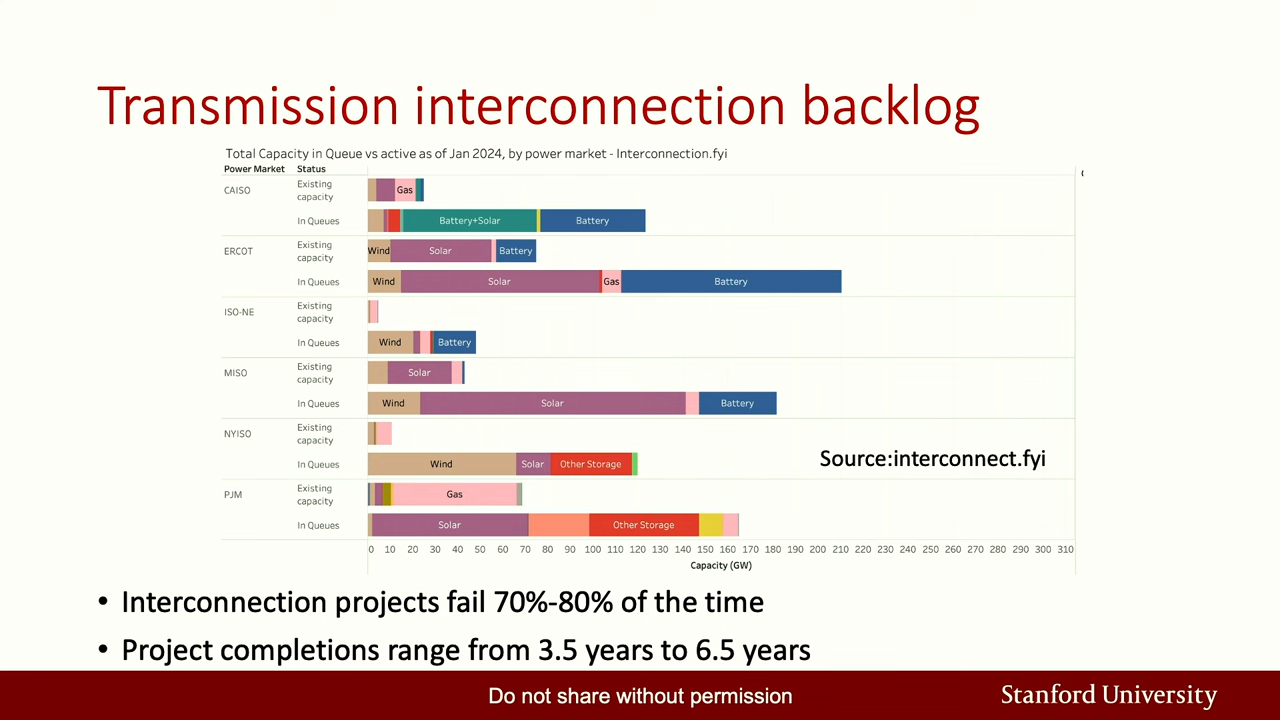 Transmission interconnection backlog
Total Capacity in Queue vs active as of Jan 2024, by power market - Interconnection.fyi
Power Market Status
CAISO
Existing
capacity
Gas
In Queues
Battery+Solar Battery
ERCOT
Existing
capacity
Wind Solar Battery
In Queues
Wind Solar Gas Battery
ISO-NE
Existing
capacity
In Queues
Wind Battery
MISO
Existing
capacity
Solar
In Queues
Wind Solar Battery
NYISO
Existing
capacity
In Queues
Wind Solar Other Storage
Source:interconnect.fyi
PJM
Existing
capacity
Gas
In Queues
Solar Other Storage
0 10 20 30 40 50 60 70 80 90 100 110 120 130 140 150 160 170 180 190 200 210 220 230 240 250 260 270 280 290 300 310
Capacity (GW)
• Interconnection projects fail 70%-80% of the time
• Project completions range from 3.5 years to 6.5 years
Do not share without permission
Stanford University